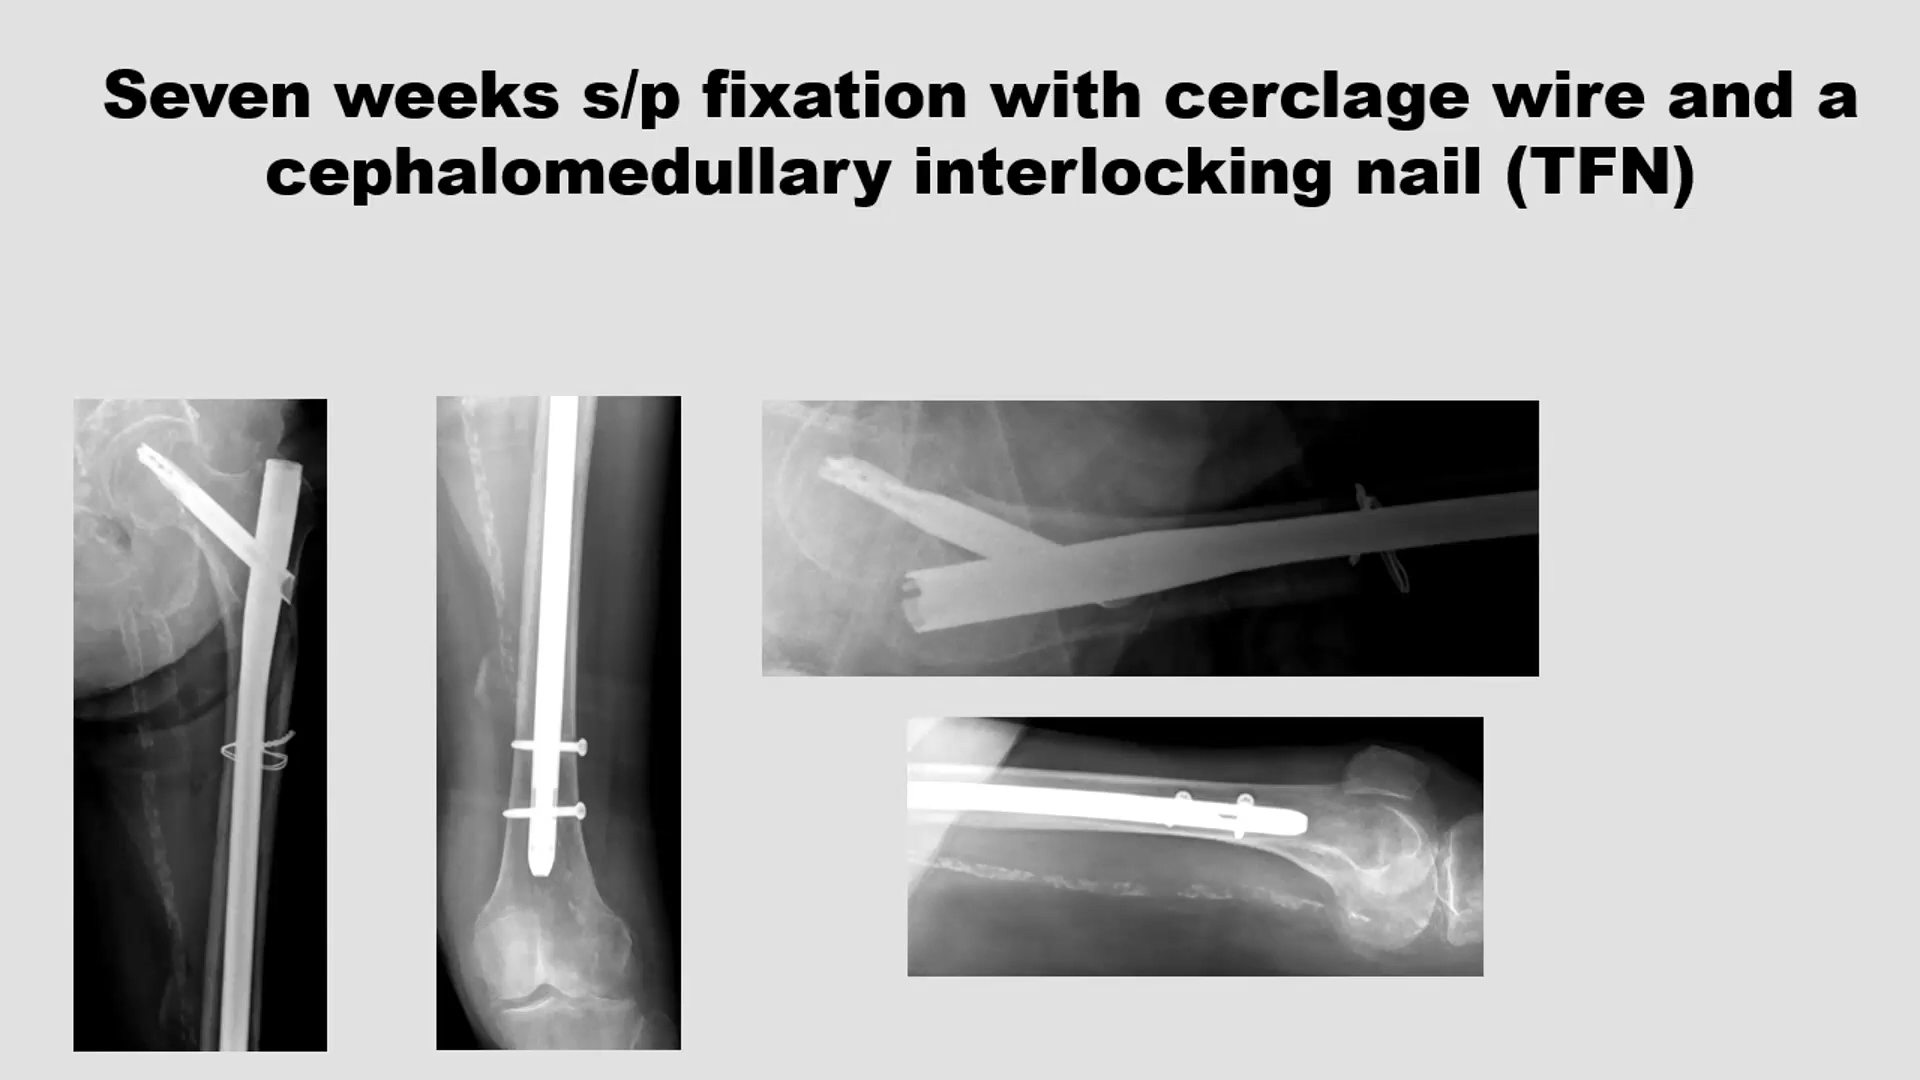 Seven weeks s/p fixation with cerclage wire and a
cephalomedullary interlocking nail (TFN)